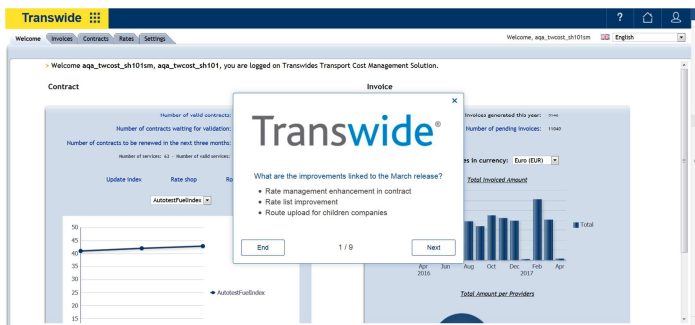 Transwide
?
Welcome Invoices Contracts Rates Settings
Welcome, aqa_twcost_sh101sm English
> Welcome aqa_twcost_sh101sm, aqa_twcost_sh101, you are logged on Transwides Transport Cost Management Solution.
Contract
Invoice
Number of valid contracts:
Number of contracts waiting for validation:
Number of contracts to be renewed in the next three months:
Number of services: 63 - Number of valid services:
Update index Rate shop Ro
AutotestFuelIndex
50
45
40
35
30
25
20
15
AutotestFuelIndex
×
Transwide®
What are the improvements linked to the March release?
• Rate management enhancement in contract
• Rate list improvement
• Route upload for children companies
End 1 / 9 Next
invoices generated this year:
Number of pending invoices: 11040
es in currency: Euro (EUR)
Total Invoiced Amount
Total
Apr Jun Aug Oct Dec Feb Apr
2016 2017
Total Amount per Providers